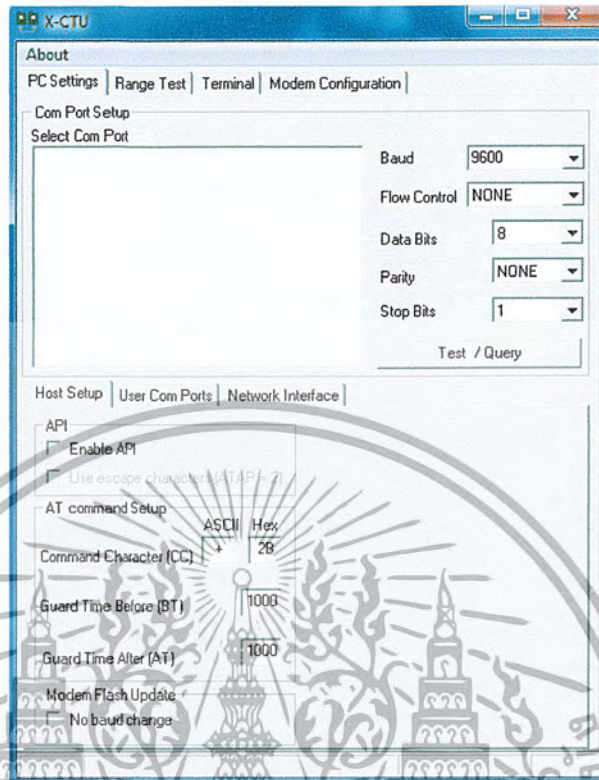 X-CTU
About
PC Settings Range Test Terminal Modem Configuration
Com Port Setup
Select Com Port
Baud 9600
Flow Control NONE
Data Bits 8
Parity NONE
Stop Bits 1
Test / Query
Host Setup User Com Ports Network Interface
API
Enable API
Use escape characters (ATAP = 2)
AT command Setup
ASCII Hex
Command Character (CC) + 2B
Guard Time Before (BT) 1000
Guard Time After (AT) 1000
Modem Flash Update
No baud change